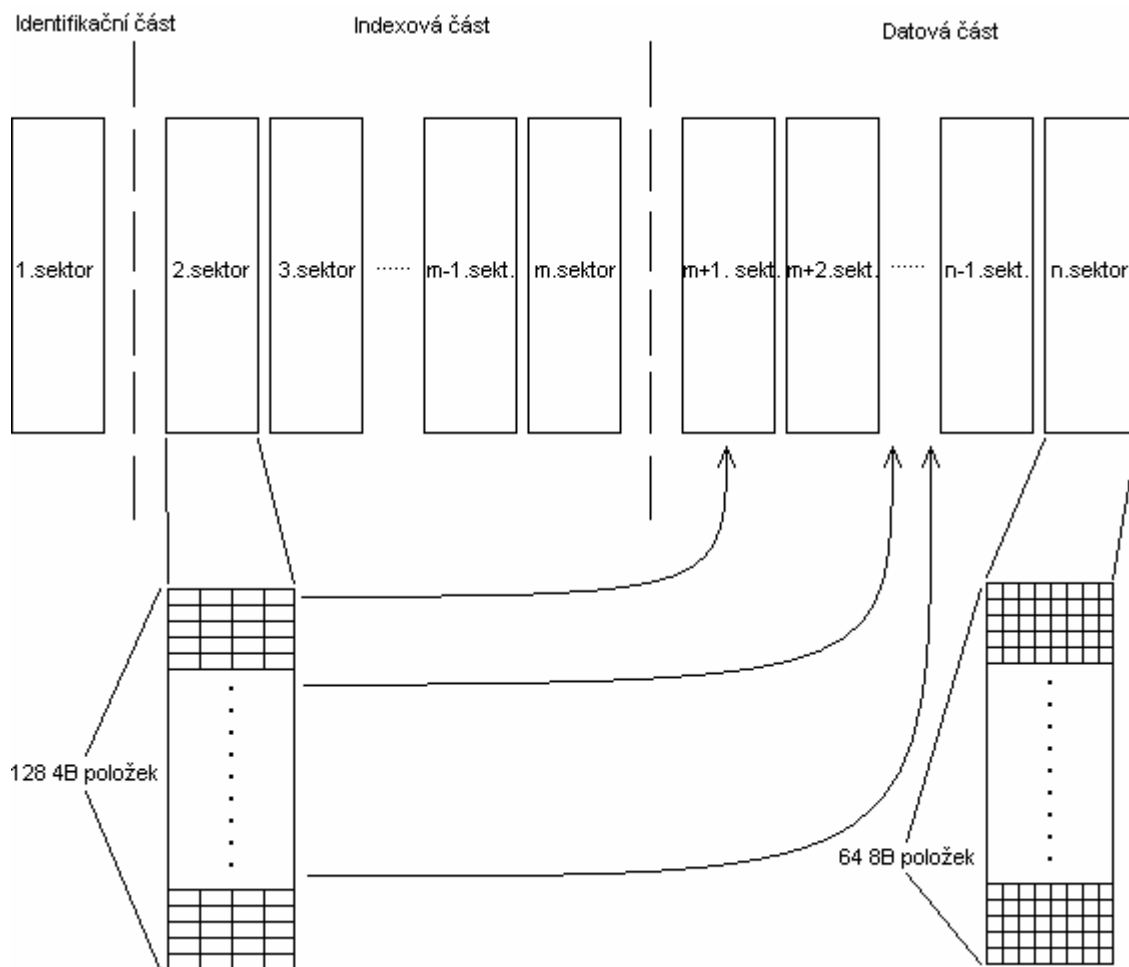 Identifikační část
Indexová část
Datová část
1.sektor
2.sektor
3.sektor
......
m-1.sekt.
m.sektor
m+1. sekt.
m+2.sekt.
......
n-1.sekt.
n.sektor
128 4B položek
64 8B položek